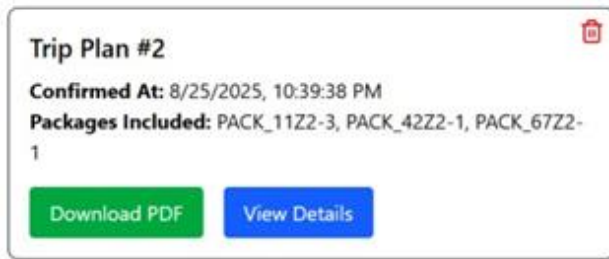 Trip Plan #2
Confirmed At: 8/25/2025, 10:39:38 PM
Packages Included: PACK_11Z2-3, PACK_42Z2-1, PACK_67Z2-
1
Download PDF
View Details